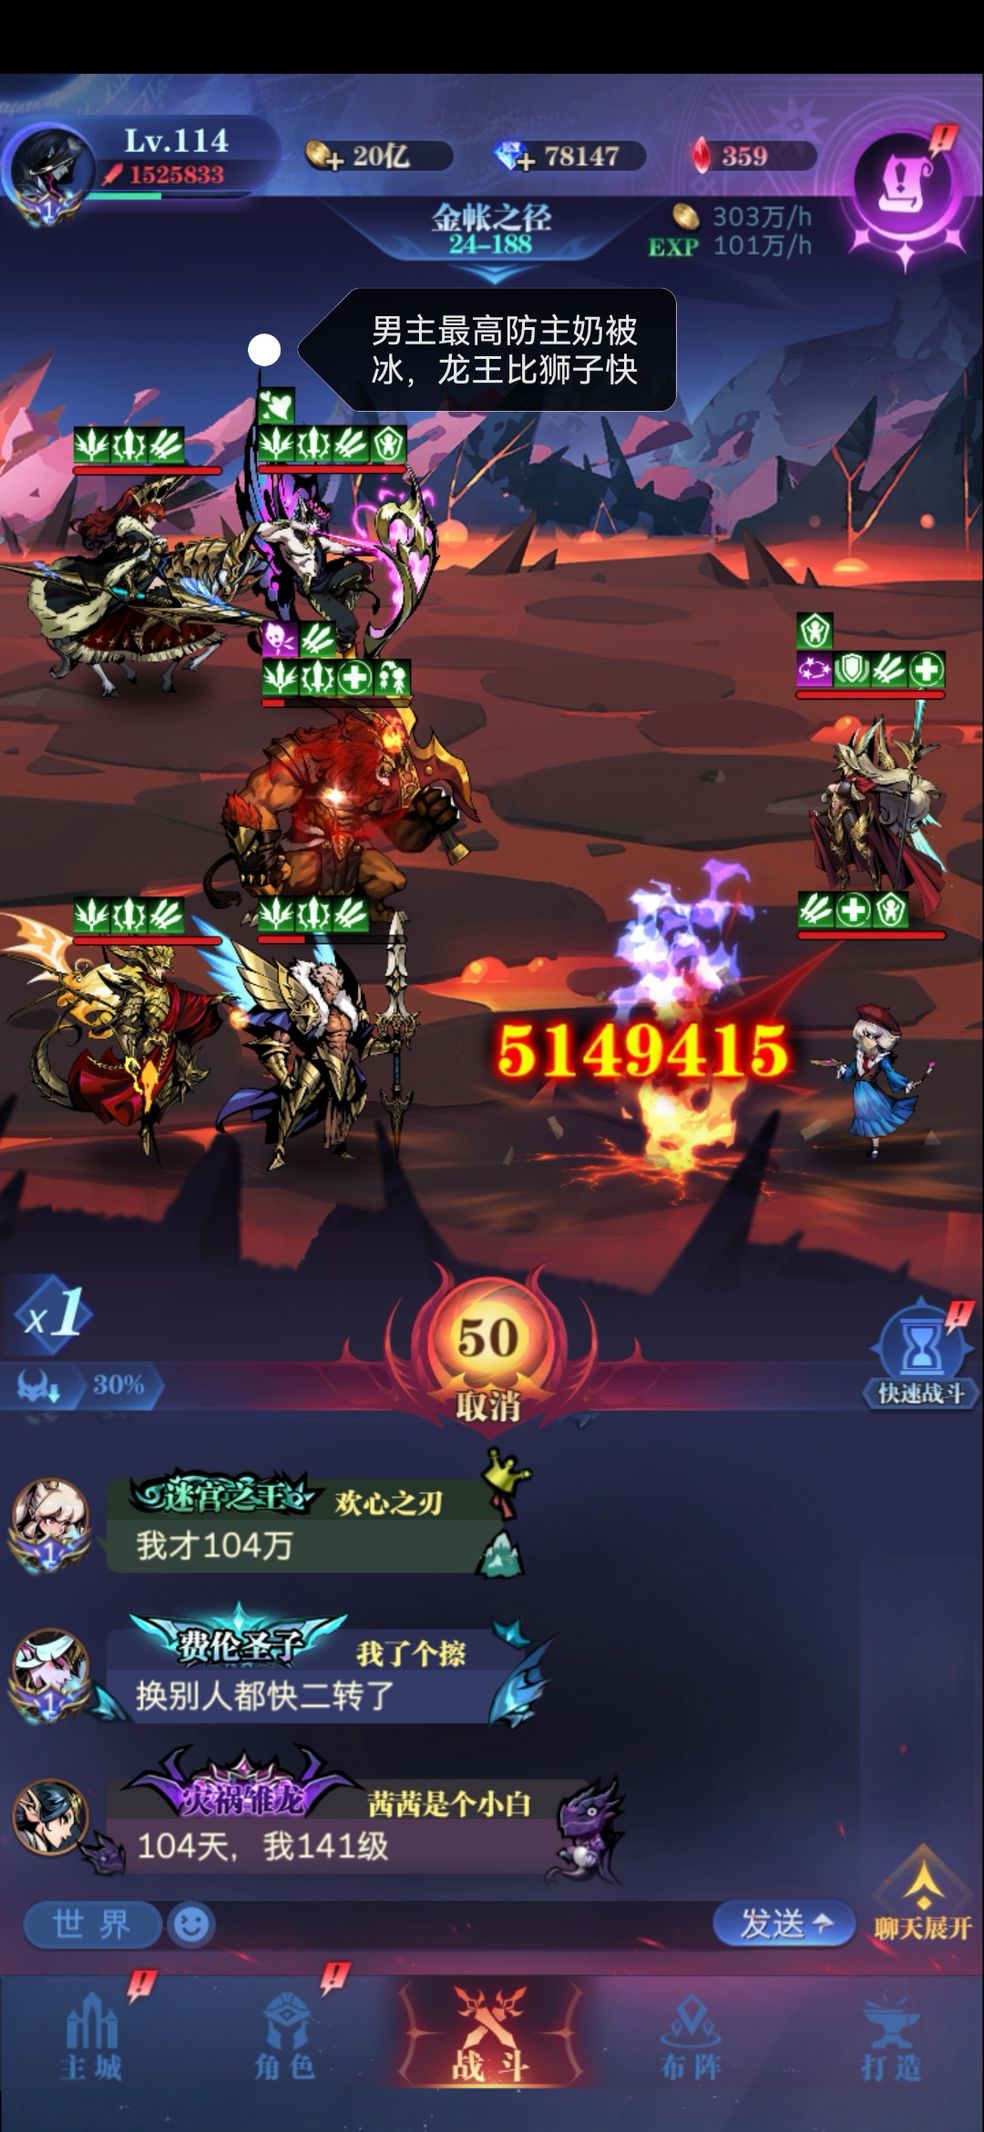 Lv.114
20亿
78147
359
1525833
1
金帐之径
24-188
303万/h
EXP 101万/h
男主最高防主奶被
冰，龙王比狮子快
5149415
x1
50
取消
30%
快速战斗
迷宫之王 欢心之刃
我才104万
1
费伦圣子 我了个擦
换别人都快二转了
1
灾祸雏龙 茜茜是个小白
104天，我141级
世界
发送
聊天展开
主城
角色
战斗
布阵
打造